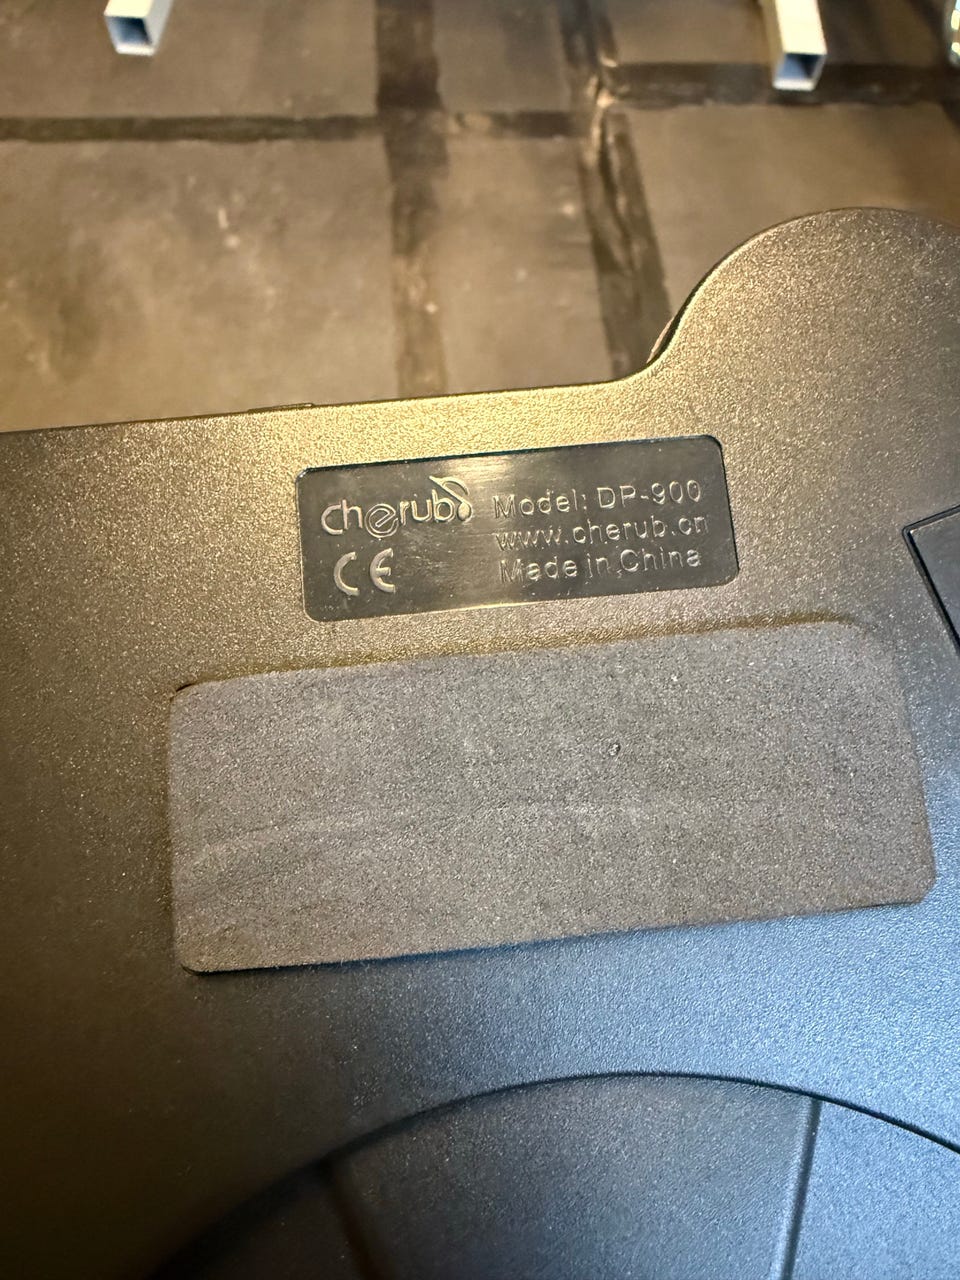 cherub
CE
Model: DP-900
www.cherub.cn
Made in China